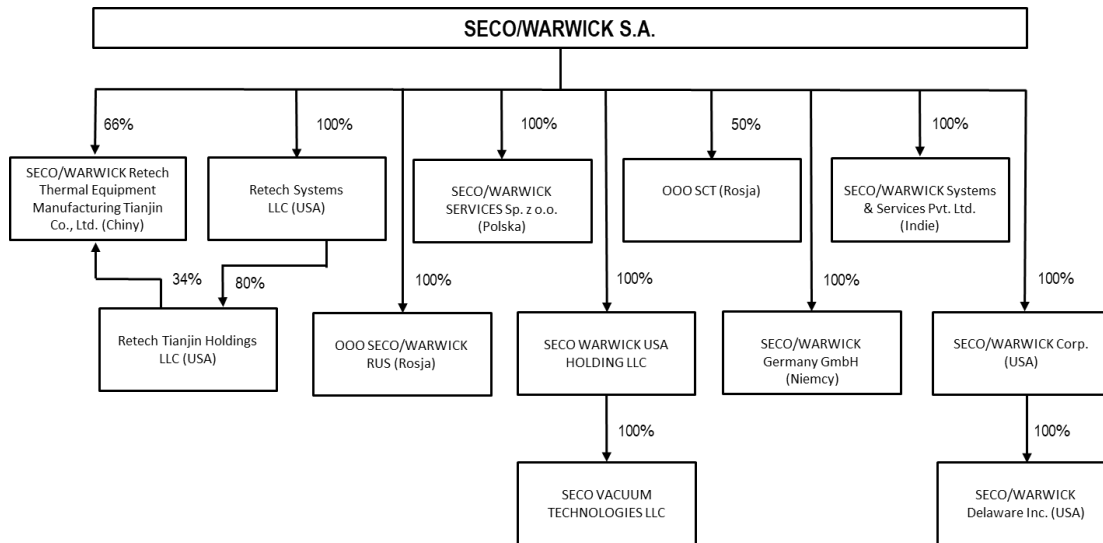 SECO/WARWICK S.A.
66%
100%
100%
50%
100%
SECO/WARWICK Retech
Thermal Equipment
Manufacturing Tianjin
Co., Ltd. (Chiny)
Retech Systems
LLC (USA)
SECO/WARWICK
SERVICES Sp. z o.o.
(Polska)
OOO SCT (Rosja)
SECO/WARWICK Systems
& Services Pvt. Ltd.
(Indie)
34%
80%
100%
100%
100%
100%
Retech Tianjin Holdings
LLC (USA)
OOO SECO/WARWICK
RUS (Rosja)
SECO WARWICK USA
HOLDING LLC
SECO/WARWICK
Germany GmbH
(Niemcy)
SECO/WARWICK Corp.
(USA)
100%
100%
SECO VACUUM
TECHNOLOGIES LLC
SECO/WARWICK
Delaware Inc. (USA)